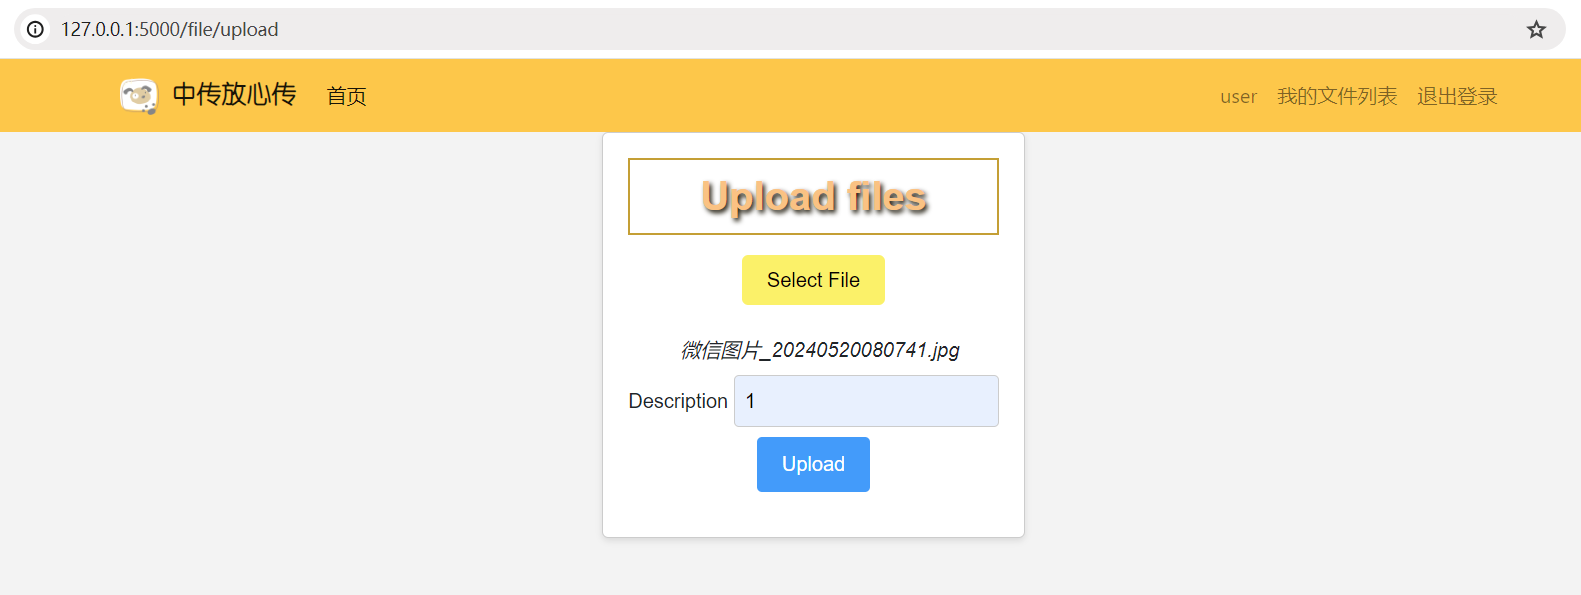 127.0.0.1:5000/file/upload
中传放心传 首页 user 我的文件列表 退出登录
Upload files
Select File
微信图片_20240520080741.jpg
Description 1
Upload